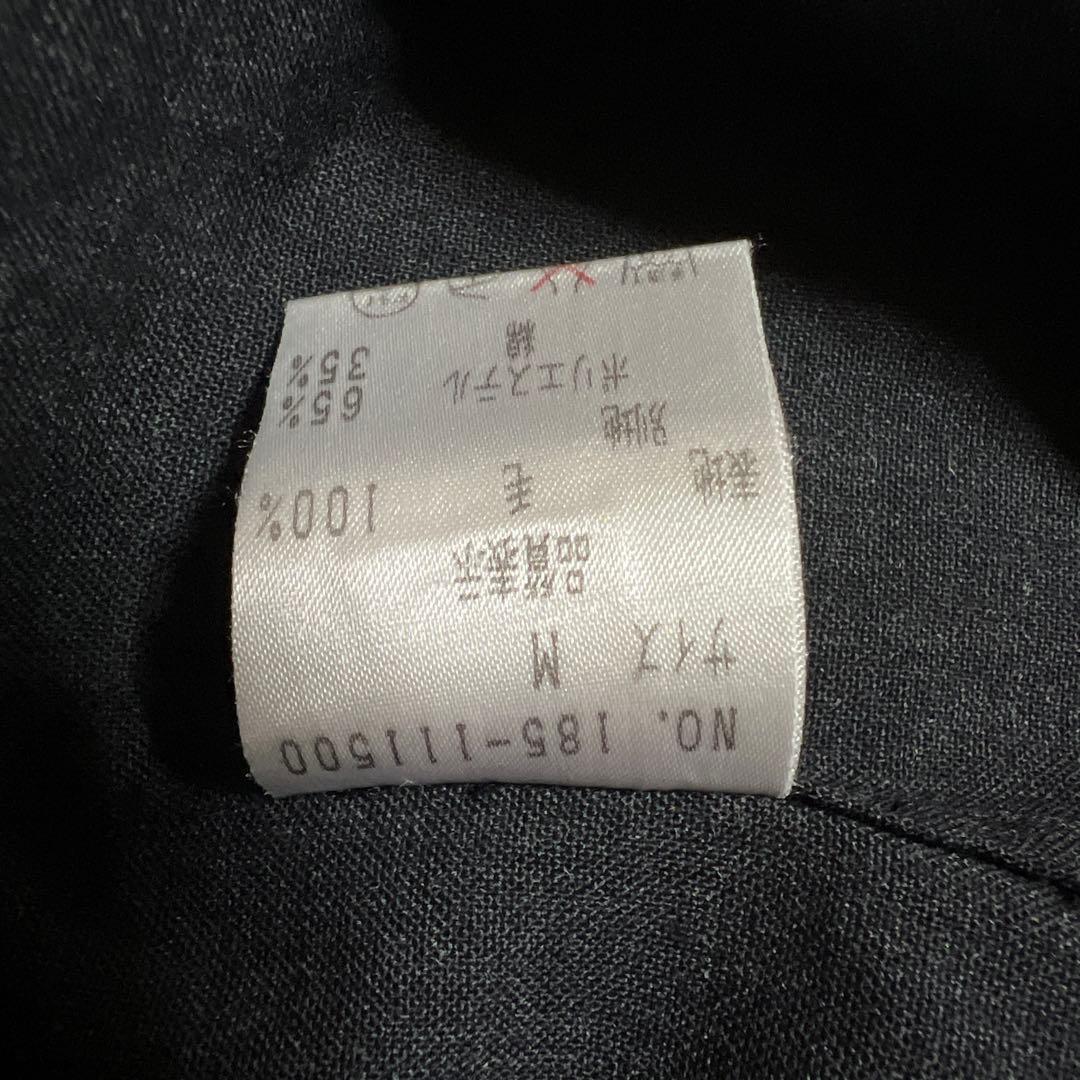 NO. 185-111500
サイズ M
品質表示
表地 毛 100%
別地
ポリエステル 65%
綿 35%